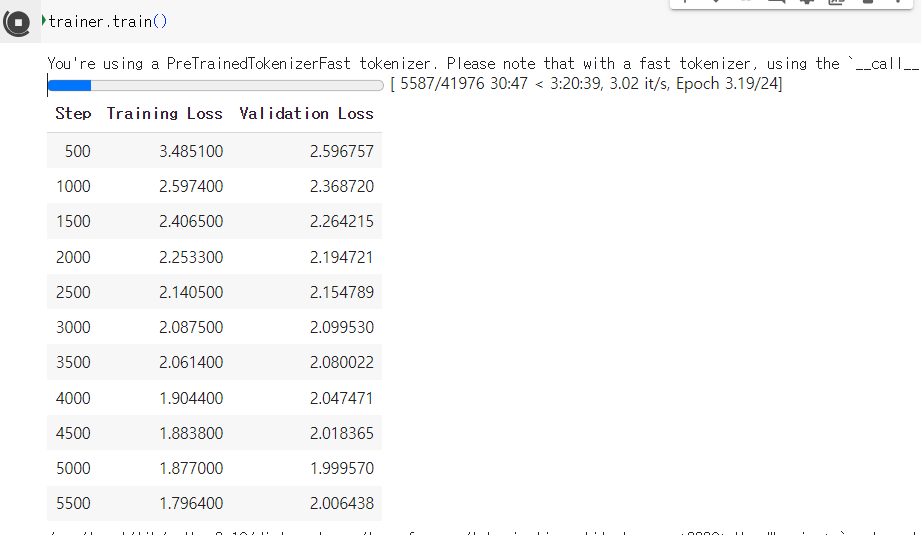 trainer.train()
You're using a PreTrainedTokenizerFast tokenizer. Please note that with a fast tokenizer, using the `__call__
[ 5587/41976 30:47 < 3:20:39, 3.02 it/s, Epoch 3.19/24]
Step Training Loss Validation Loss
500 3.485100 2.596757
1000 2.597400 2.368720
1500 2.406500 2.264215
2000 2.253300 2.194721
2500 2.140500 2.154789
3000 2.087500 2.099530
3500 2.061400 2.080022
4000 1.904400 2.047471
4500 1.883800 2.018365
5000 1.877000 1.999570
5500 1.796400 2.006438